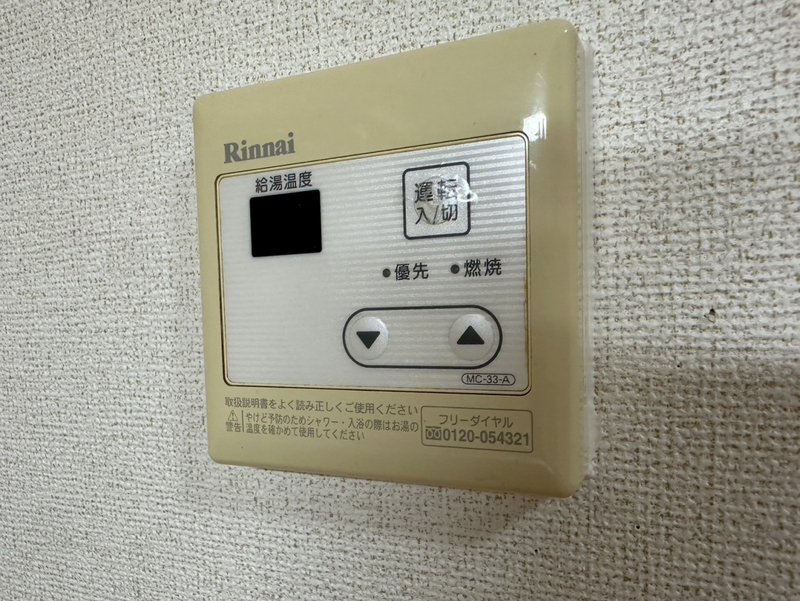 Rinnai
給湯温度
運転
入/切
優先
燃焼
MC-33-A
取扱説明書をよく読み正しくご使用ください
警告
やけど予防のためシャワー・入浴の際はお湯の
温度を確かめて使用してください
フリーダイヤル
0120-054321